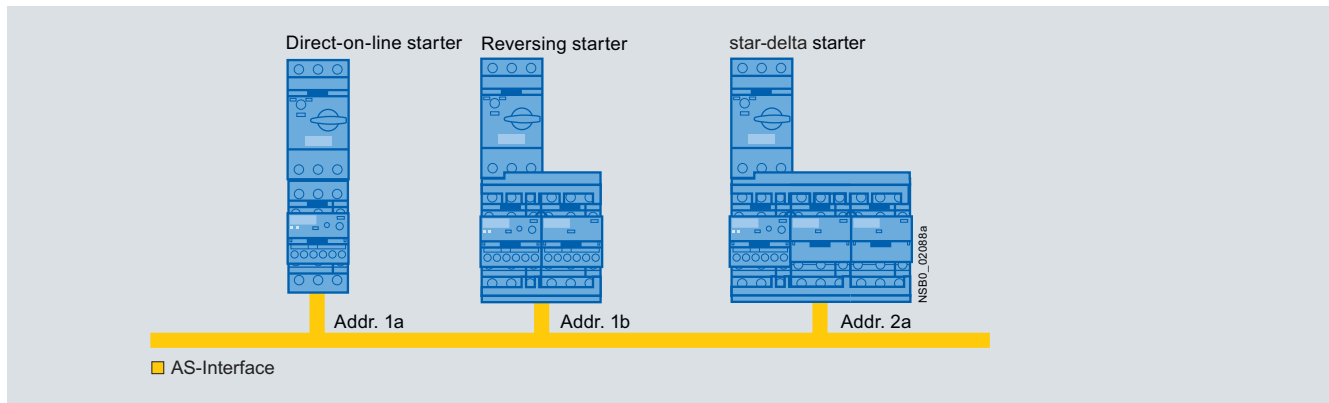 Direct-on-line starter
Reversing starter
star-delta starter
NSB0_02088a
Addr. 1a
Addr. 1b
Addr. 2a
AS-Interface